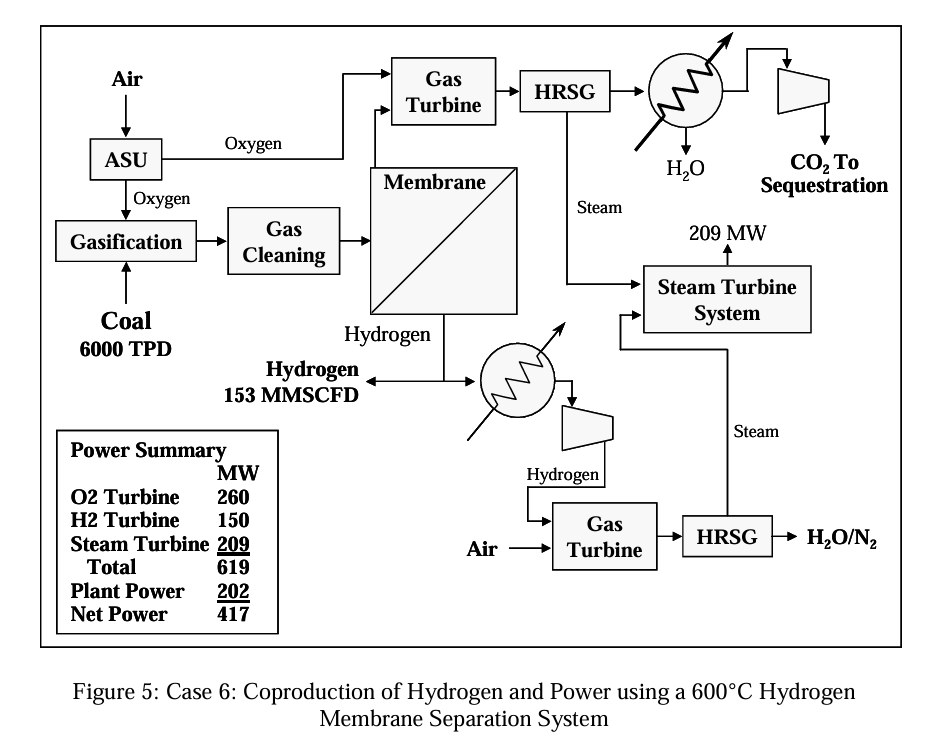 Air
ASU
Oxygen
Oxygen
Gasification
Coal
6000 TPD
Gas
Cleaning
Membrane
Gas
Turbine
HRSG
H₂O
CO₂ To
Sequestration
Steam
209 MW
Steam Turbine
System
Hydrogen
Hydrogen
153 MMSCFD
Steam
Hydrogen
Air
Gas
Turbine
HRSG
H₂O/N₂
Power Summary
MW
O2 Turbine 260
H2 Turbine 150
Steam Turbine 209
Total 619
Plant Power 202
Net Power 417
Figure 5: Case 6: Coproduction of Hydrogen and Power using a 600°C Hydrogen
Membrane Separation System